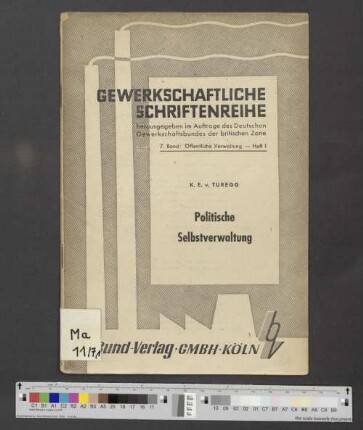 GEWERKSCHAFTLICHE
SCHRIFTENREIHE
herausgegeben im Auftrage des Deutschen
Gewerkschaftsbundes der britischen Zone
7. Band: Öffentliche Verwaltung — Heft I
K. E. v. TUREGG
Politische
Selbstverwaltung
Ma
11/7
Bund-Verlag·GMBH·KÖLN